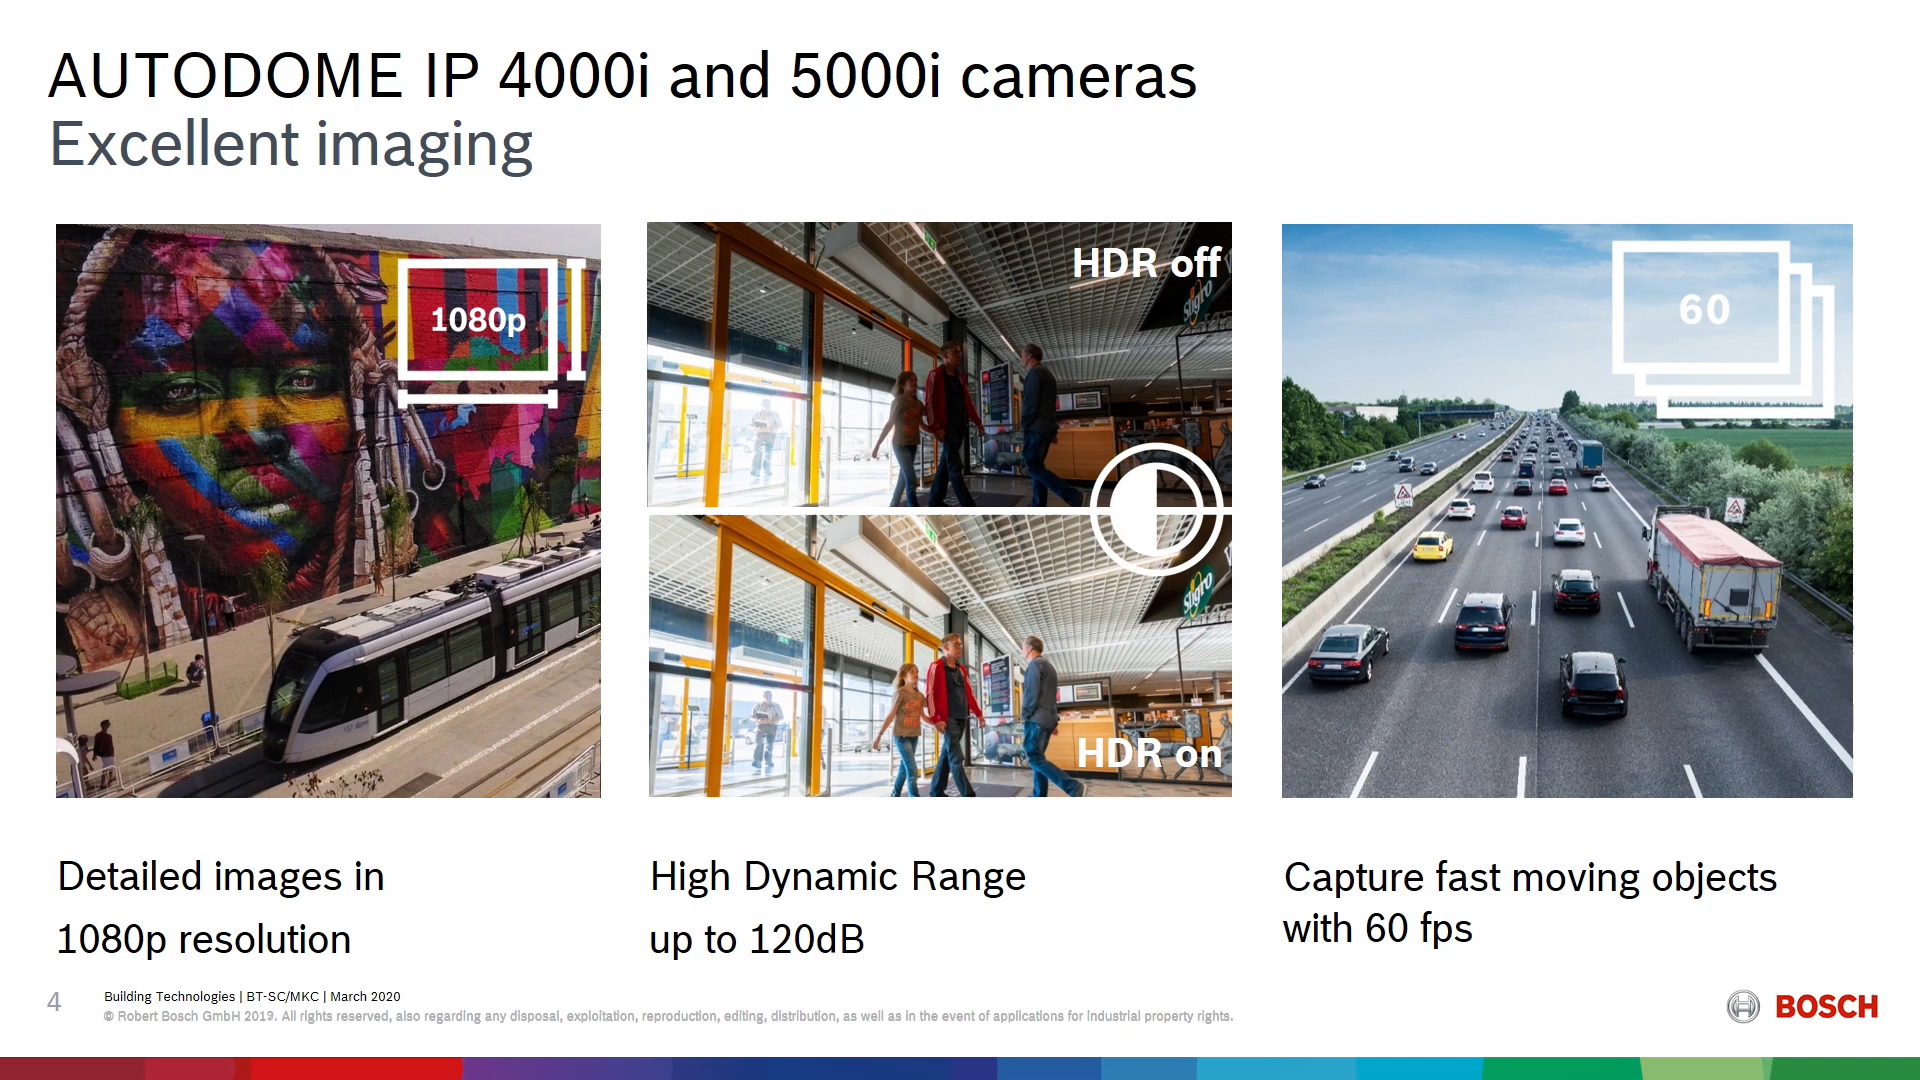 AUTODOME IP 4000i and 5000i cameras
Excellent imaging
1080p
HDR off
Sligro
Sligro
HDR on
60
Detailed images in
1080p resolution
High Dynamic Range
up to 120dB
Capture fast moving objects
with 60 fps
4
Building Technologies | BT-SC/MKC | March 2020
© Robert Bosch GmbH 2019. All rights reserved, also regarding any disposal, exploitation, reproduction, editing, distribution, as well as in the event of applications for industrial property rights.
BOSCH